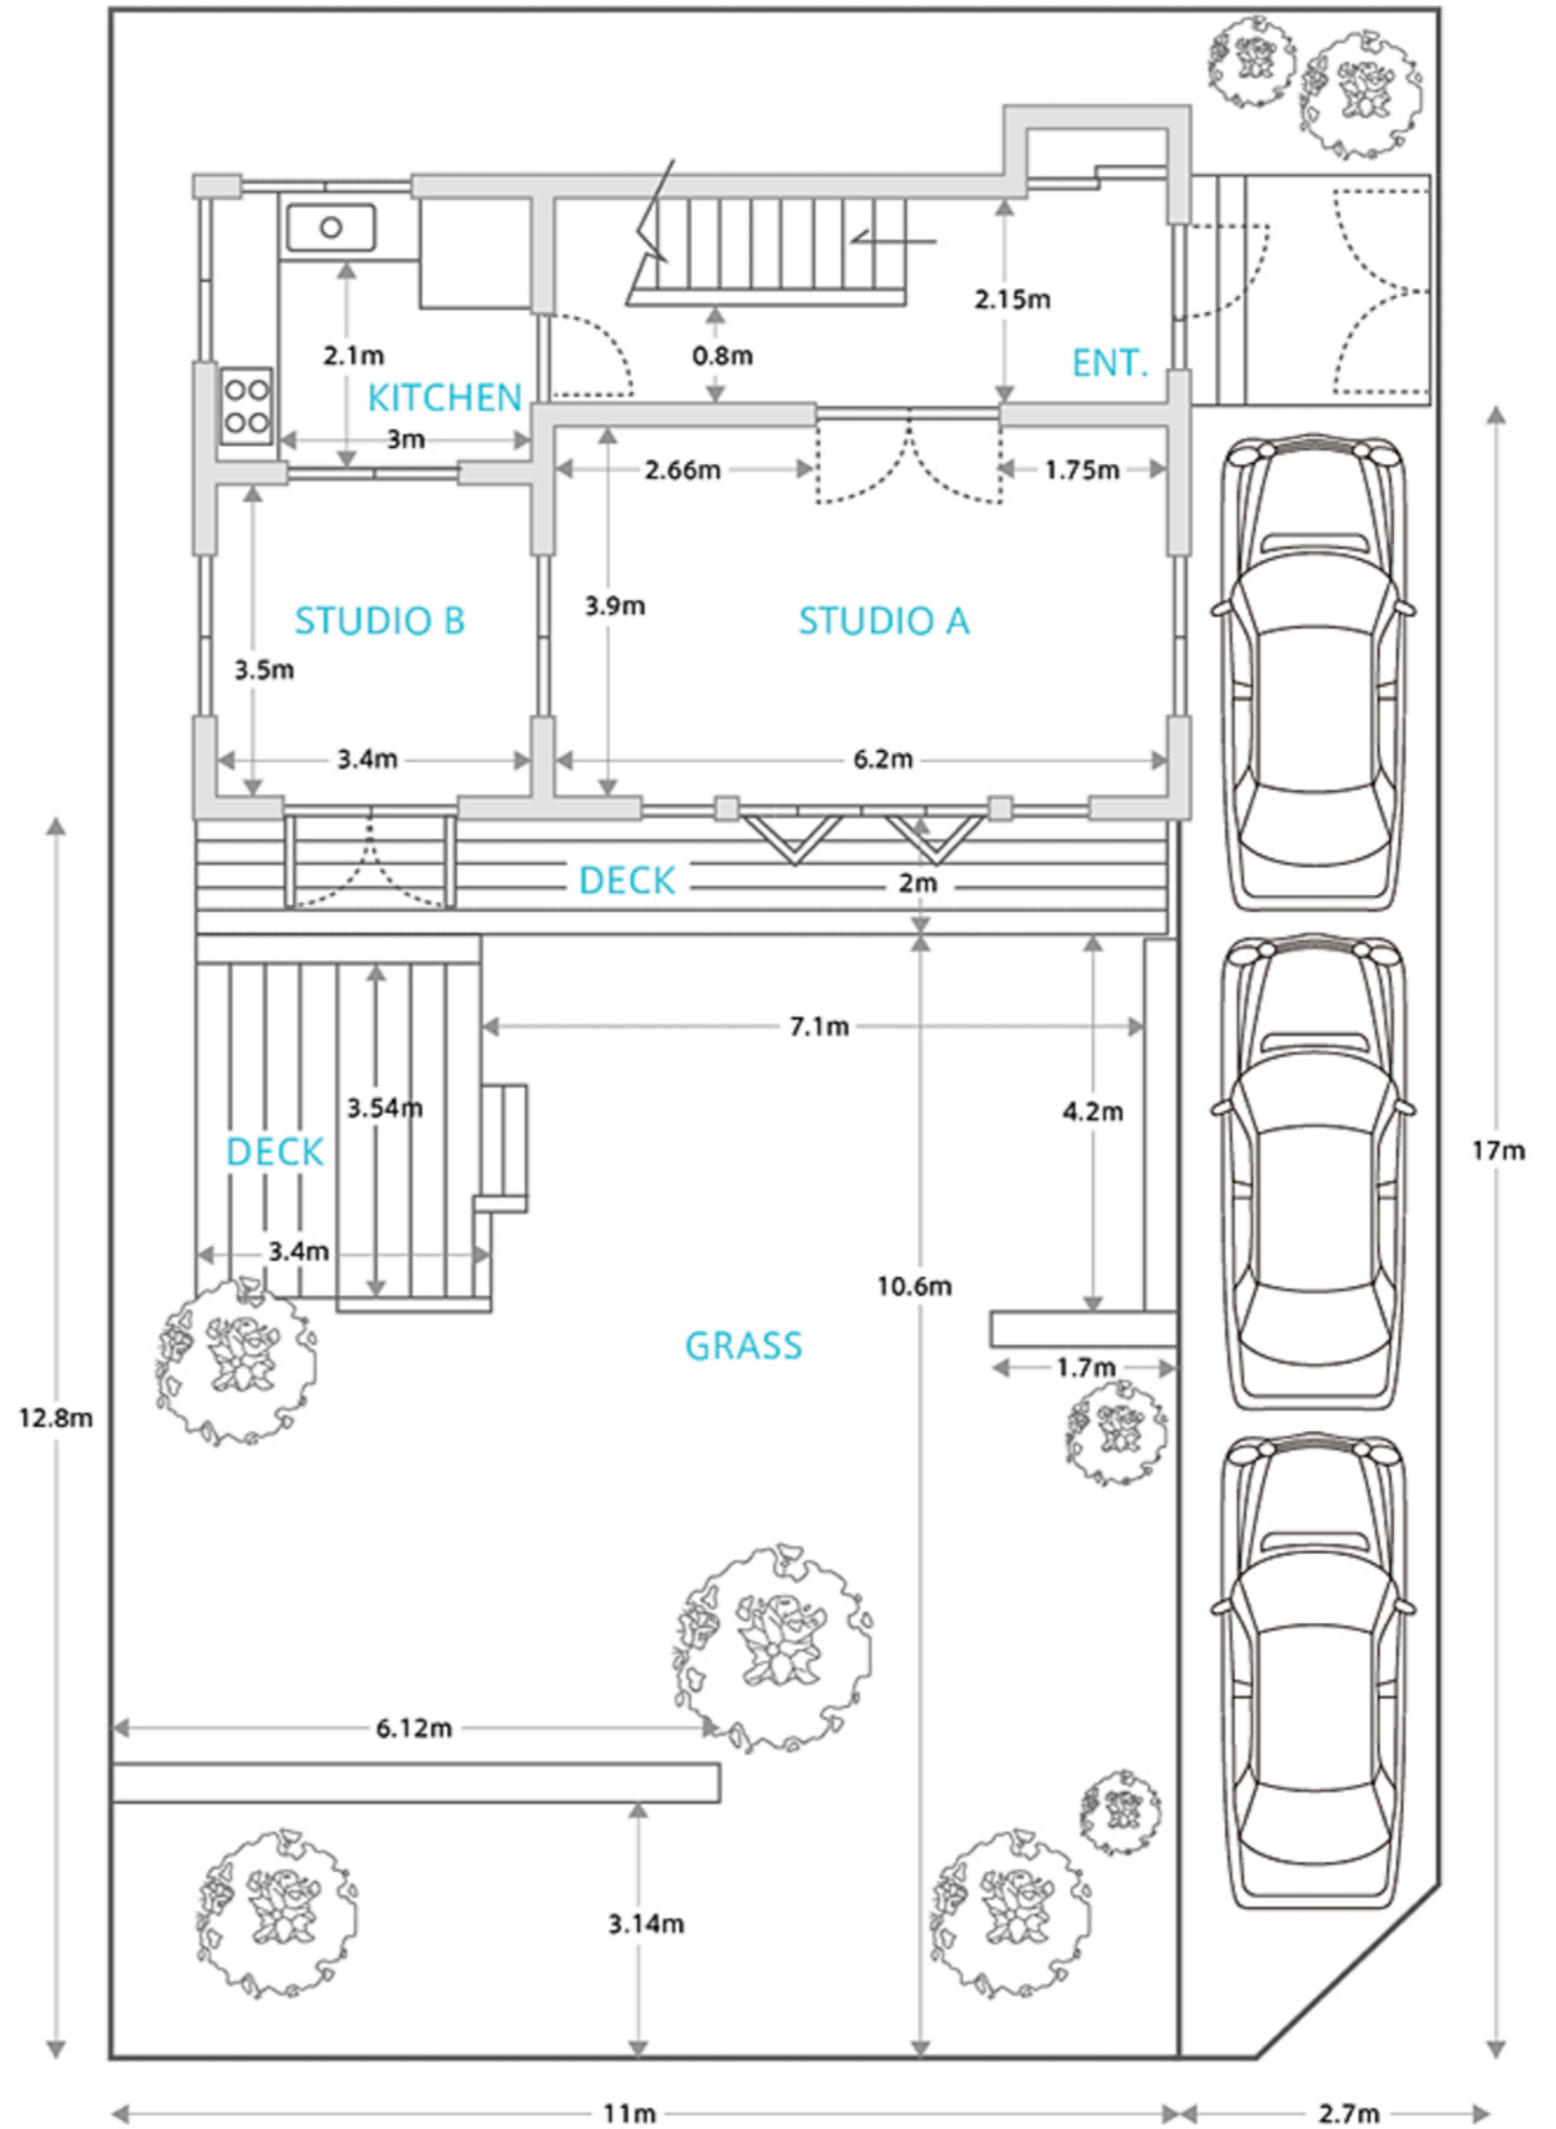 2.15m
2.1m
0.8m
ENT.
KITCHEN
3m
2.66m
1.75m
STUDIO B
3.9m
STUDIO A
3.5m
3.4m
6.2m
DECK
2m
7.1m
3.54m
4.2m
DECK
17m
3.4m
10.6m
GRASS
1.7m
12.8m
6.12m
3.14m
11m
2.7m